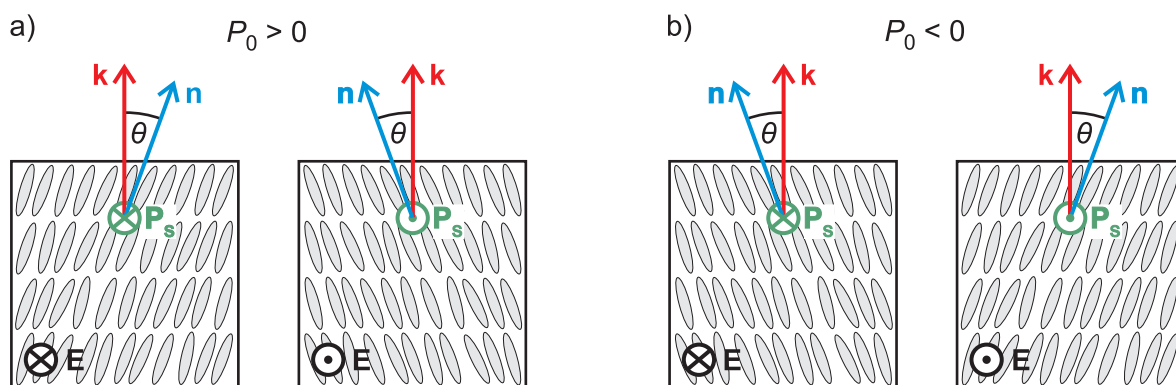 a) P₀ > 0 b) P₀ < 0
k n n k n k k n
θ θ θ θ
Pₛ Pₛ Pₛ Pₛ
E E E E